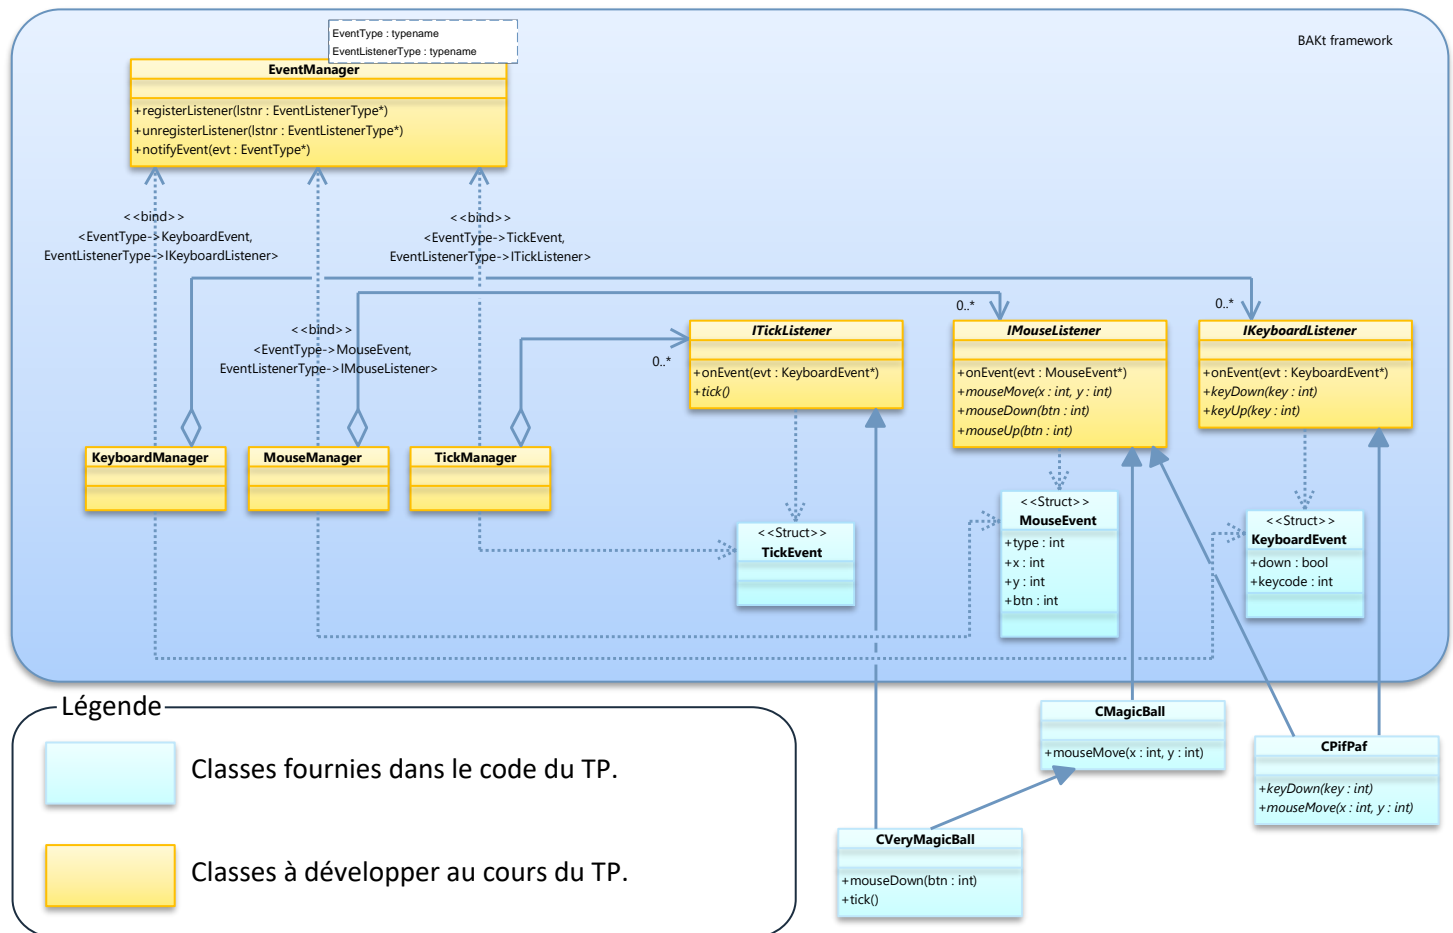 BAKt framework
EventType : typename
EventListenerType : typename
EventManager
+registerListener(lstnr : EventListenerType*)
+unregisterListener(lstnr : EventListenerType*)
+notifyEvent(evt : EventType*)
<<bind>>
<EventType->KeyboardEvent,
EventListenerType->IKeyboardListener>
<<bind>>
<EventType->TickEvent,
EventListenerType->ITickListener>
<<bind>>
<EventType->MouseEvent,
EventListenerType->IMouseListener>
0..*
0..*
0..*
ITickListener
+onEvent(evt : KeyboardEvent*)
+tick()
IMouseListener
+onEvent(evt : MouseEvent*)
+mouseMove(x : int, y : int)
+mouseDown(btn : int)
+mouseUp(btn : int)
IKeyboardListener
+onEvent(evt : KeyboardEvent*)
+keyDown(key : int)
+keyUp(key : int)
KeyboardManager
MouseManager
TickManager
<<Struct>>
TickEvent
<<Struct>>
MouseEvent
+type : int
+x : int
+y : int
+btn : int
<<Struct>>
KeyboardEvent
+down : bool
+keycode : int
Légende
Classes fournies dans le code du TP.
Classes à développer au cours du TP.
CMagicBall
+mouseMove(x : int, y : int)
CPifPaf
+keyDown(key : int)
+mouseMove(x : int, y : int)
CVeryMagicBall
+mouseDown(btn : int)
+tick()